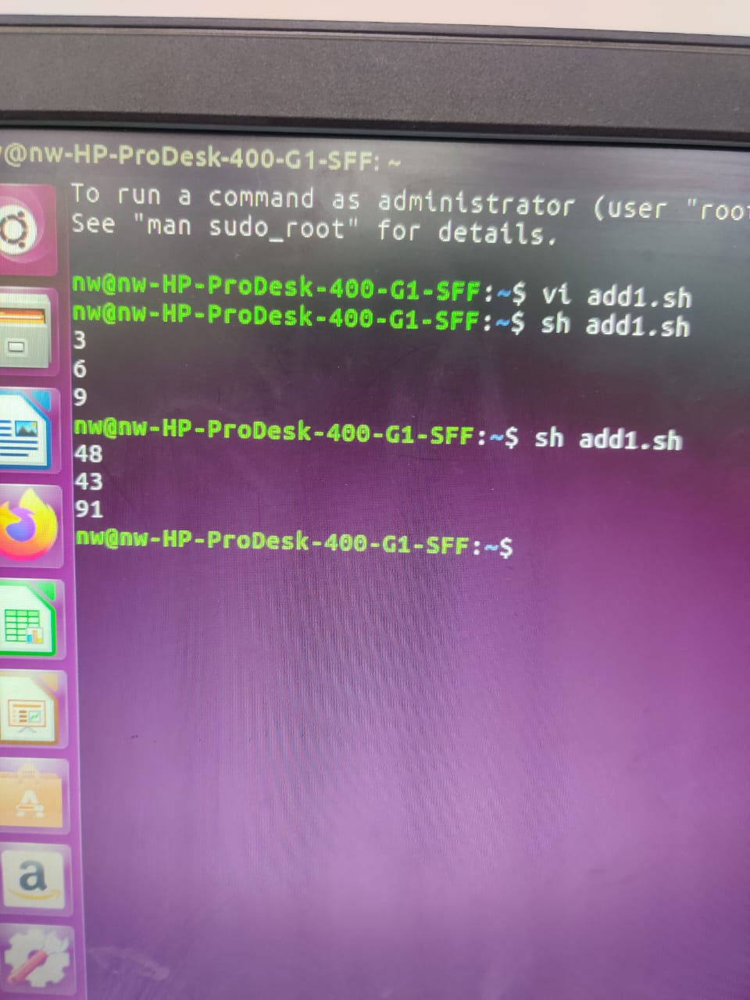 @nw-HP-ProDesk-400-G1-SFF: ~
To run a command as administrator (user "root
See "man sudo_root" for details.
nw@nw-HP-ProDesk-400-G1-SFF:~$ vi add1.sh
nw@nw-HP-ProDesk-400-G1-SFF:~$ sh add1.sh
3
6
9
nw@nw-HP-ProDesk-400-G1-SFF:~$ sh add1.sh
48
43
91
nw@nw-HP-ProDesk-400-G1-SFF:~$
a